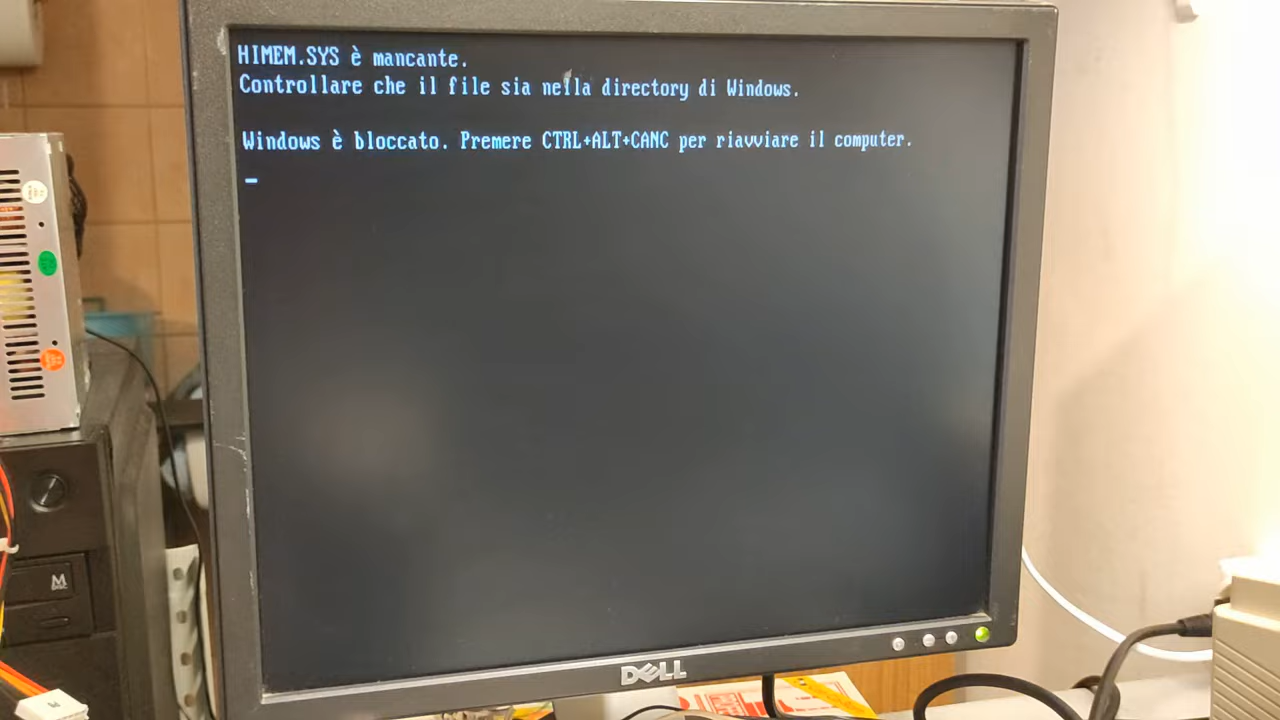 HIMEM.SYS è mancante.
Controllare che il file sia nella directory di Windows.
Windows è bloccato. Premere CTRL+ALT+CANC per riavviare il computer.
DELL
M